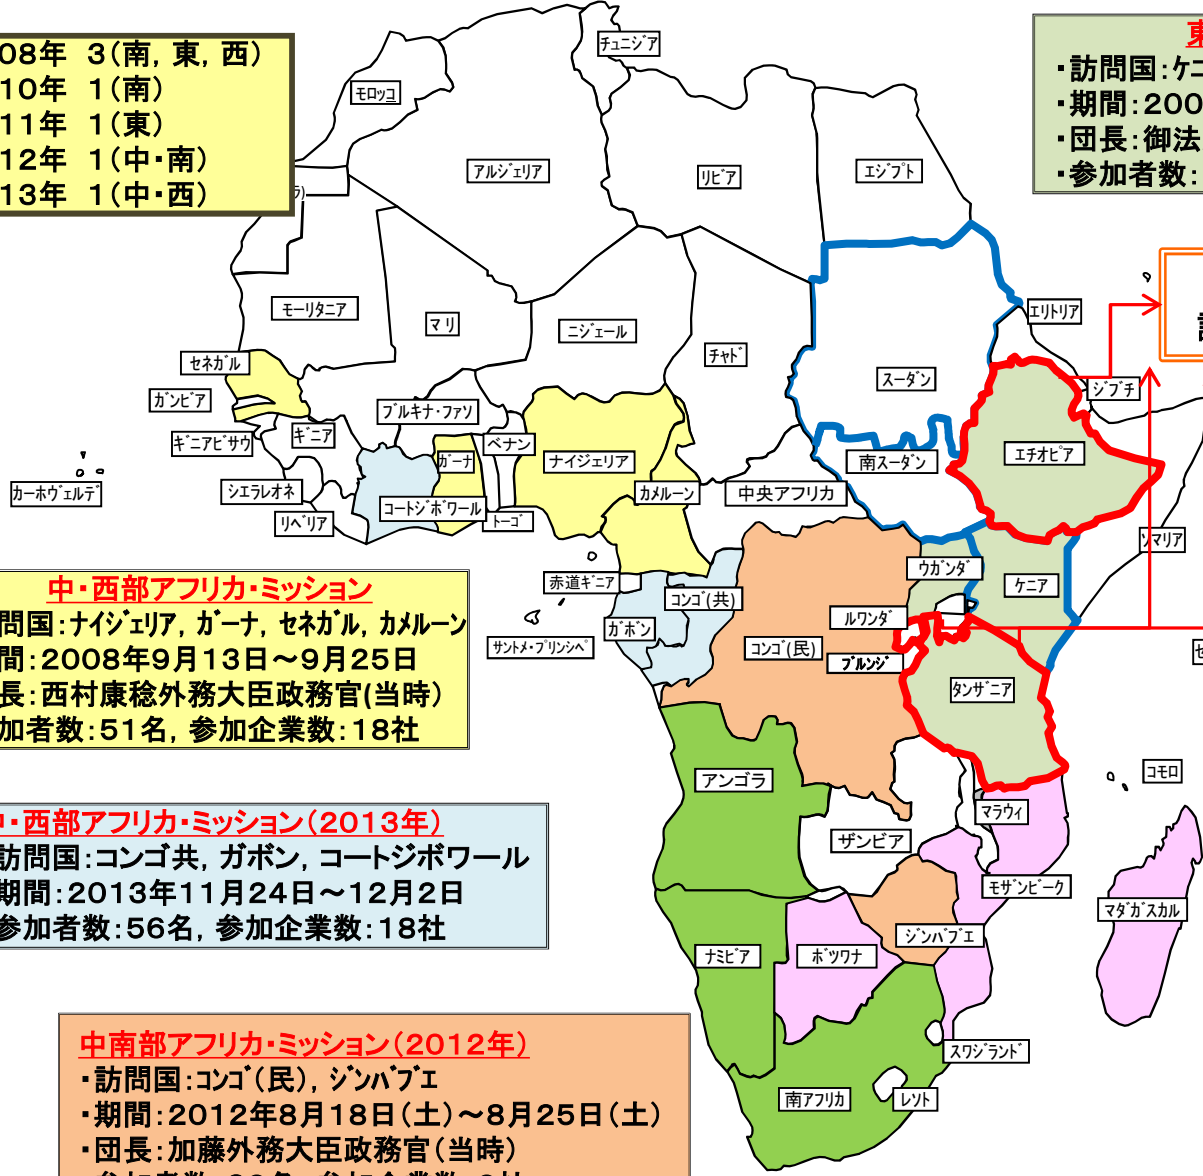 08年 3(南,東,西)
10年 1(南)
11年 1(東)
12年 1(中・南)
13年 1(中・西)
東
・訪問国:ｹﾆ
・期間:200
・団長:御法
・参加者数:
チュニジア
モロッコ
アルジェリア
リビア
エジプト
モーリタニア
マリ
ニジェール
チャド
スーダン
エリトリア
ジブチ
セネガル
ガンビア
ギニアビサウ
ギニア
ブルキナ・ファソ
ベナン
ガーナ
ナイジェリア
カメルーン
中央アフリカ
南スーダン
エチオピア
カーホヴェルデ
シエラレオネ
リベリア
コートジボワール
トーゴ
ソマリア
赤道ギニア
コンゴ(共)
ウガンダ
ケニア
サントメ・プリンシペ
ガボン
コンゴ(民)
ルワンダ
ブルンジ
タンザニア
中・西部アフリカ・ミッション
問国:ナイジェリア,ガーナ,セネガル,カメルーン
間:2008年9月13日～9月25日
長:西村康稔外務大臣政務官(当時)
加者数:51名,参加企業数:18社
アンゴラ
コモロ
マラウィ
ザンビア
モザンビーク
マダガスカル
・西部アフリカ・ミッション(2013年)
訪問国:コンゴ共,ガボン,コートジボワール
期間:2013年11月24日～12月2日
参加者数:56名,参加企業数:18社
ナミビア
ボツワナ
ジンバブエ
スワジランド
南アフリカ
レソト
中南部アフリカ・ミッション(2012年)
・訪問国:コンゴ(民),ジンバブエ
・期間:2012年8月18日(土)～8月25日(土)
・団長:加藤外務大臣政務官(当時)